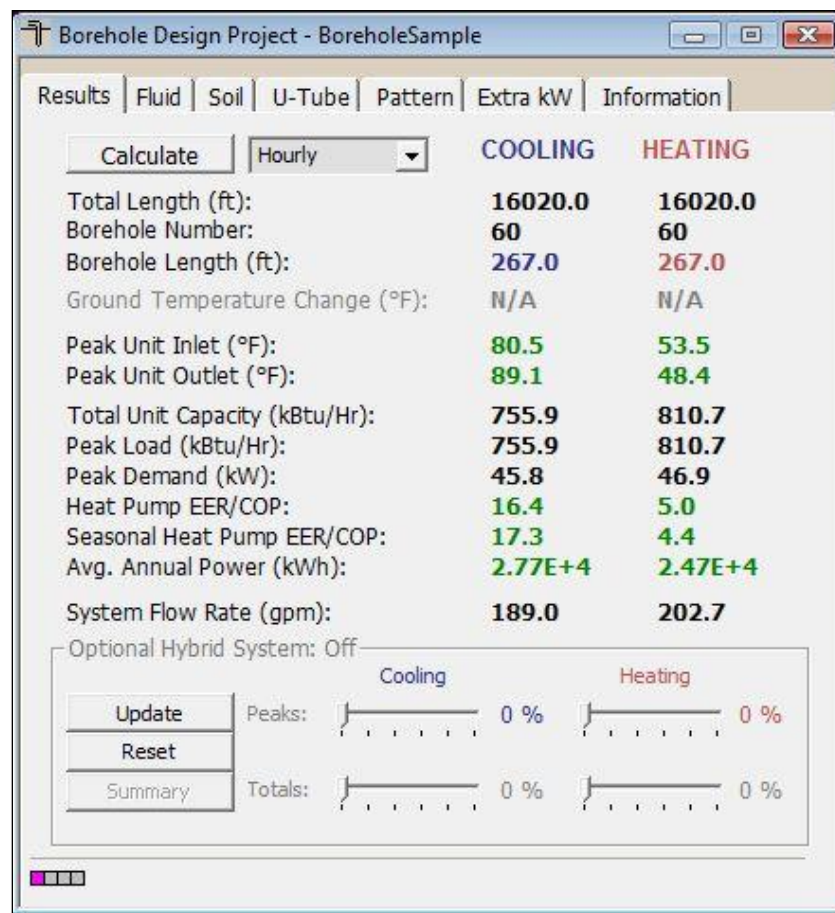 Borehole Design Project - BoreholeSample
Results Fluid Soil U-Tube Pattern Extra kW Information
Calculate Hourly COOLING HEATING
Total Length (ft): 16020.0 16020.0
Borehole Number: 60 60
Borehole Length (ft): 267.0 267.0
Ground Temperature Change (°F): N/A N/A
Peak Unit Inlet (°F): 80.5 53.5
Peak Unit Outlet (°F): 89.1 48.4
Total Unit Capacity (kBtu/Hr): 755.9 810.7
Peak Load (kBtu/Hr): 755.9 810.7
Peak Demand (kW): 45.8 46.9
Heat Pump EER/COP: 16.4 5.0
Seasonal Heat Pump EER/COP: 17.3 4.4
Avg. Annual Power (kWh): 2.77E+4 2.47E+4
System Flow Rate (gpm): 189.0 202.7
Optional Hybrid System: Off
Cooling Heating
Update Peaks: 0 % 0 %
Reset
Summary Totals: 0 % 0 %